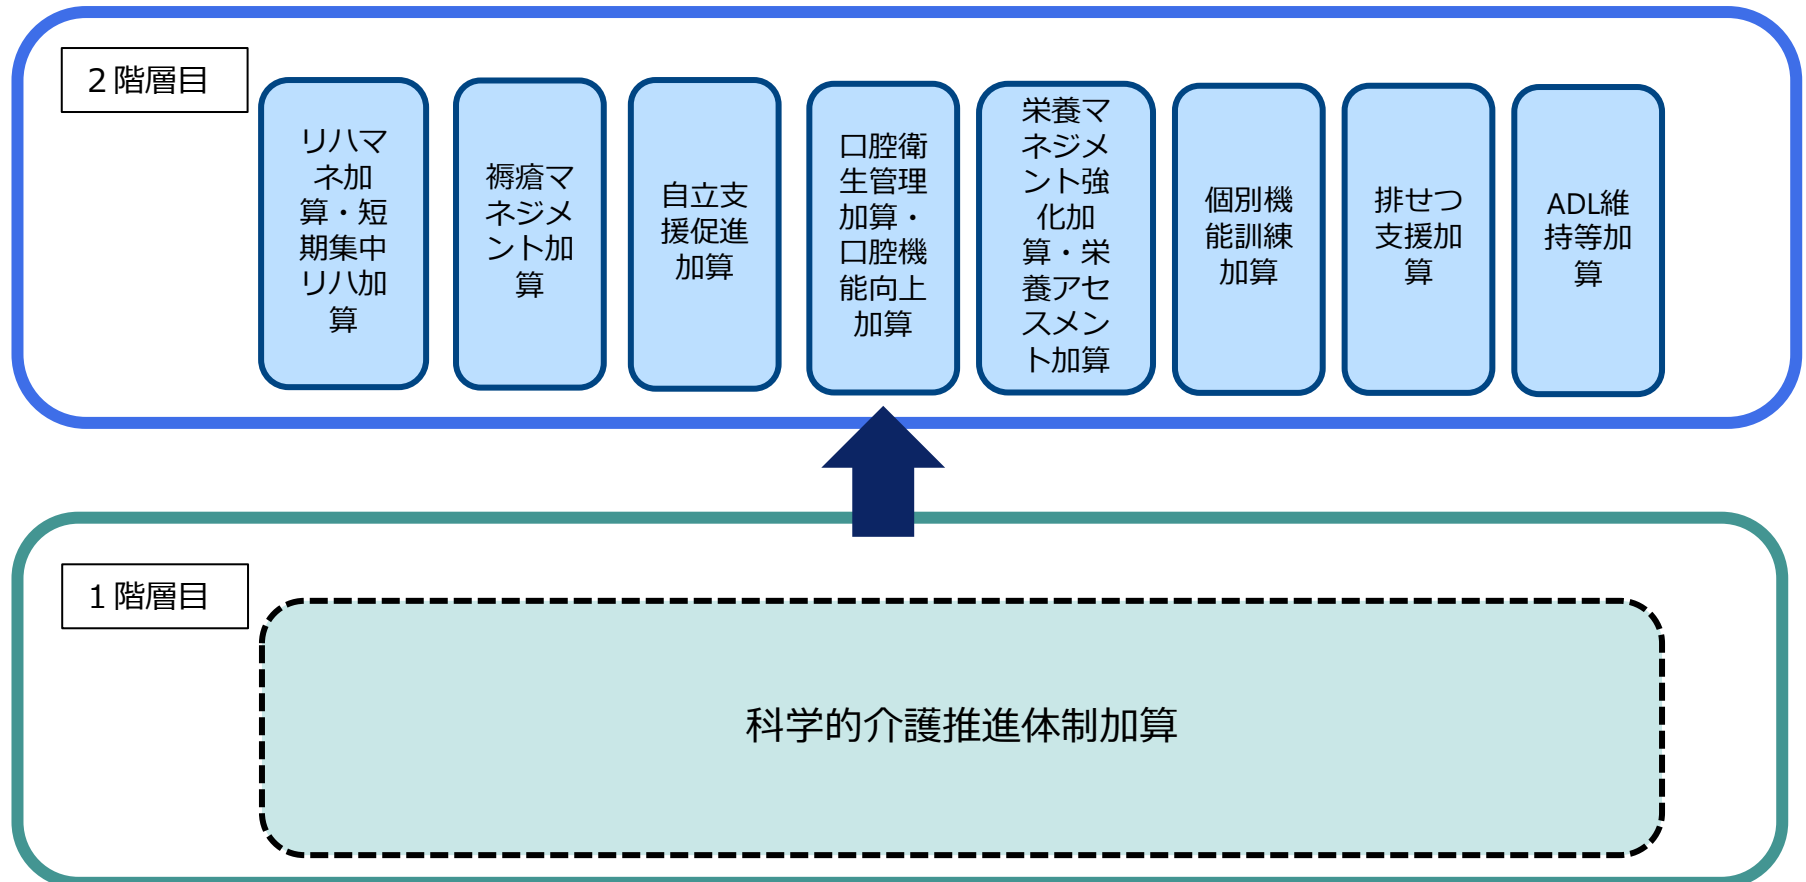 ２階層目
リハマ
ネ加
算・短
期集中
リハ加
算
褥瘡マ
ネジメ
ント加
算
自立支
援促進
加算
口腔衛
生管理
加算・
口腔機
能向上
加算
栄養マ
ネジメ
ント強
化加
算・栄
養アセ
スメン
ト加算
個別機
能訓練
加算
排せつ
支援加
算
ADL維
持等加
算
１階層目
科学的介護推進体制加算